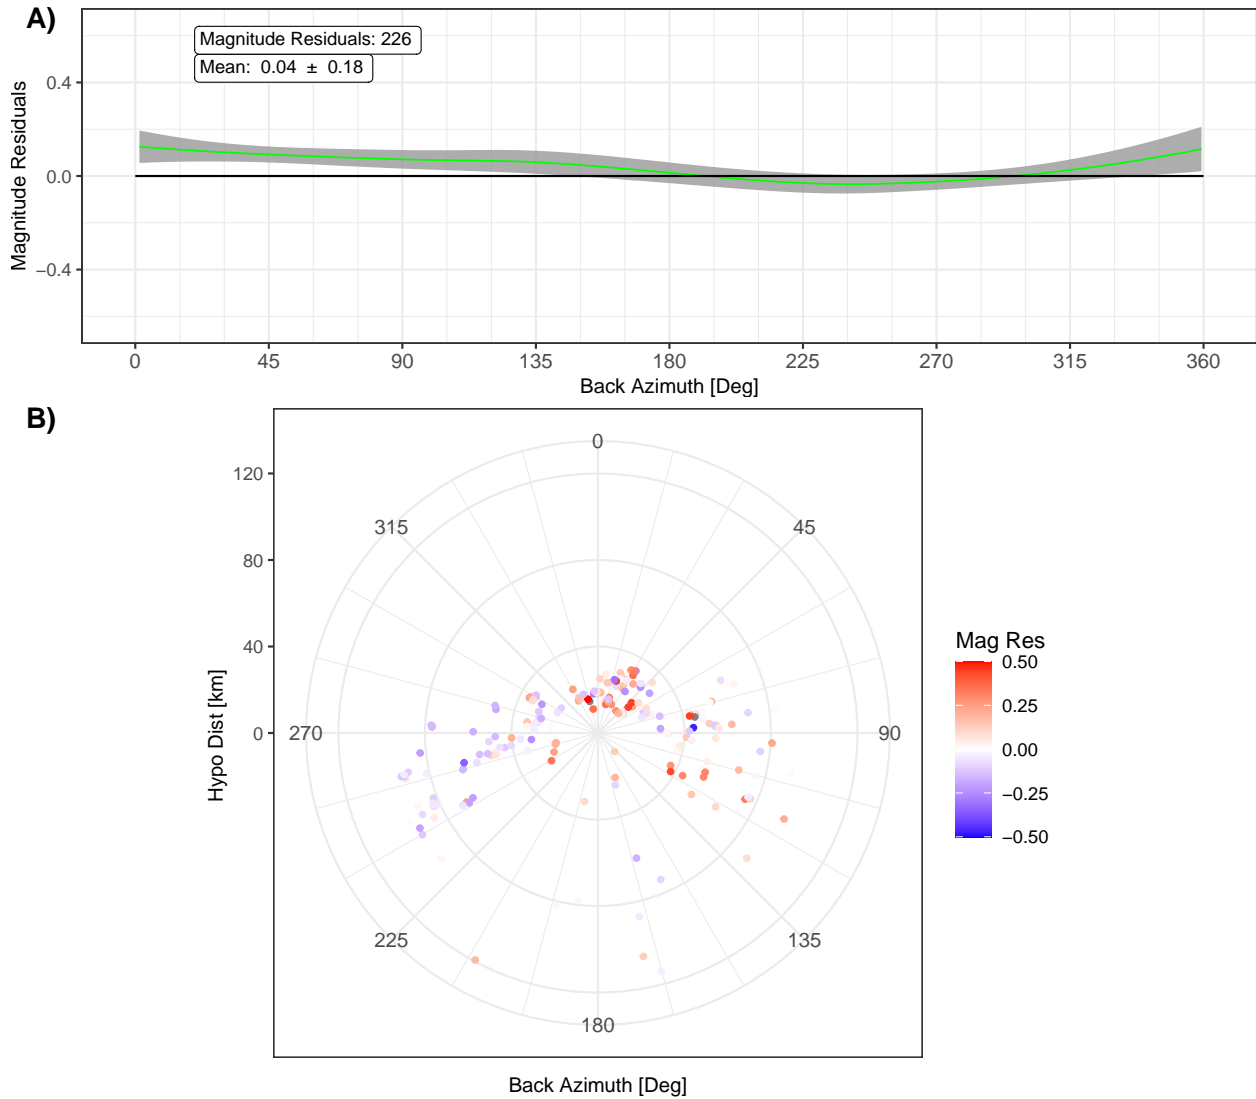 A)
Magnitude Residuals: 226
Mean:  0.04  ±  0.18
Magnitude Residuals
0.4
0.0
−0.4
0 45 90 135 180 225 270 315 360
Back Azimuth [Deg]
B)
Hypo Dist [km]
120
80
40
0
0
45
90
135
180
225
270
315
Back Azimuth [Deg]
Mag Res
0.50
0.25
0.00
−0.25
−0.50